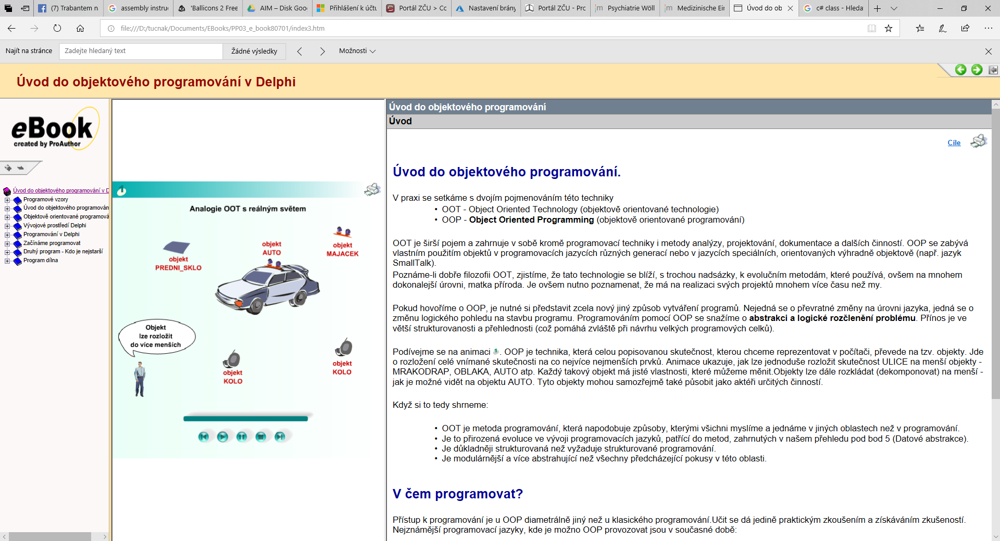 (7) Trabantem n
assembly instruc
'Ballicons 2 Free
AIM – Disk Goo
Přihlášení k účtu
Portál ZČU > Co
Nastavení brány
Portál ZČU - Pro
Psychiatrie Wöll
Medizinische Ein
Úvod do ob
c# class - Hleda
file:///D:/tucnak/Documents/EBooks/PP03_e_book80701/index3.htm
Najít na stránce
Zadejte hledaný text
Žádné výsledky
Možnosti
Úvod do objektového programování v Delphi
eBook
created by ProAuthor
Úvod do objektového programování v D
Programové vzory
Úvod do objektového programován
Objektově orientované programová
Vývojové prostředí Delphi
Programování v Delphi
Začínáme programovat
Druhý program - Kdo je nejstarší
Program dílna
1
Analogie OOT s reálným světem
objekt
PREDNI_SKLO
objekt
AUTO
objekt
MAJACEK
Objekt
lze rozložit
do více menších
objekt
KOLO
objekt
KOLO
Úvod do objektového programování
Úvod
Cíle
Úvod do objektového programování.
V praxi se setkáme s dvojím pojmenováním této techniky
• OOT - Object Oriented Technology (objektově orientované technologie)
• OOP - Object Oriented Programming (objektově orientované programování)
OOT je širší pojem a zahrnuje v sobě kromě programovací techniky i metody analýzy, projektování, dokumentace a dalších činností. OOP se zabývá
vlastním použitím objektů v programovacích jazycích různých generací nebo v jazycích speciálních, orientovaných výhradně objektově (např. jazyk
SmallTalk).
Poznáme-li dobře filozofii OOT, zjistíme, že tato technologie se blíží, s trochou nadsázky, k evolučním metodám, které používá, ovšem na mnohem
dokonalejší úrovni, matka příroda. Je ovšem nutno poznamenat, že má na realizaci svých projektů mnohem více času než my.
Pokud hovoříme o OOP, je nutné si představit zcela nový jiný způsob vytváření programů. Nejedná se o převratné změny na úrovni jazyka, jedná se o
změnu logického pohledu na stavbu programu. Programováním pomocí OOP se snažíme o abstrakci a logické rozčlenění problému. Přínos je ve
větší strukturovanosti a přehlednosti (což pomáhá zvláště při návrhu velkých programových celků).
Podívejme se na animaci 1. OOP je technika, která celou popisovanou skutečnost, kterou chceme reprezentovat v počítači, převede na tzv. objekty. Jde
o rozložení celé vnímané skutečnosti na co nejvíce nejmenších prvků. Animace ukazuje, jak lze jednoduše rozložit skutečnost ULICE na menší objekty -
MRAKODRAP, OBLAKA, AUTO atp. Každý takový objekt má jisté vlastnosti, které můžeme měnit.Objekty lze dále rozkládat (dekomponovat) na menší -
jak je možné vidět na objektu AUTO. Tyto objekty mohou samozřejmě také působit jako aktéři určitých činností.
Když si to tedy shrneme:
• OOT je metoda programování, která napodobuje způsoby, kterými všichni myslíme a jednáme v jiných oblastech než v programování.
• Je to přirozená evoluce ve vývoji programovacích jazyků, patřící do metod, zahrnutých v našem přehledu pod bod 5 (Datové abstrakce).
• Je důkladněji strukturovaná než vyžaduje strukturované programování.
• Je modulárnější a více abstrahující než všechny předcházející pokusy v této oblasti.
V čem programovat?
Přístup k programování je u OOP diametrálně jiný než u klasického programování.Učit se dá jedině praktickým zkoušením a získáváním zkušeností.
Nejznámější programovací jazyky, kde je možno OOP provozovat jsou v současné době: